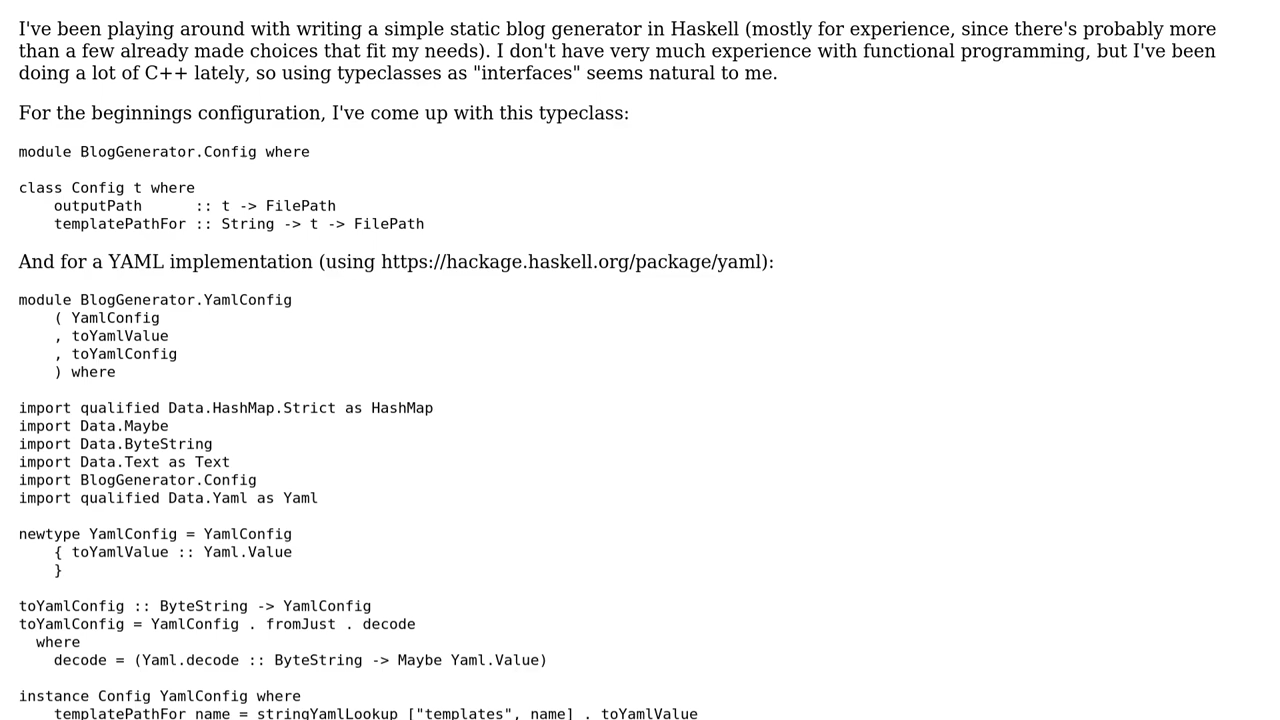 I've been playing around with writing a simple static blog generator in Haskell (mostly for experience, since there's probably more
than a few already made choices that fit my needs). I don't have very much experience with functional programming, but I've been
doing a lot of C++ lately, so using typeclasses as "interfaces" seems natural to me.
For the beginnings configuration, I've come up with this typeclass:
module BlogGenerator.Config where
class Config t where
    outputPath      :: t -> FilePath
    templatePathFor :: String -> t -> FilePath
And for a YAML implementation (using https://hackage.haskell.org/package/yaml):
module BlogGenerator.YamlConfig
    ( YamlConfig
    , toYamlValue
    , toYamlConfig
    ) where
import qualified Data.HashMap.Strict as HashMap
import Data.Maybe
import Data.ByteString
import Data.Text as Text
import BlogGenerator.Config
import qualified Data.Yaml as Yaml
newtype YamlConfig = YamlConfig
    { toYamlValue :: Yaml.Value
    }
toYamlConfig :: ByteString -> YamlConfig
toYamlConfig = YamlConfig . fromJust . decode
  where
    decode = (Yaml.decode :: ByteString -> Maybe Yaml.Value)
instance Config YamlConfig where
    templatePathFor name = stringYamlLookup ["templates", name] . toYamlValue